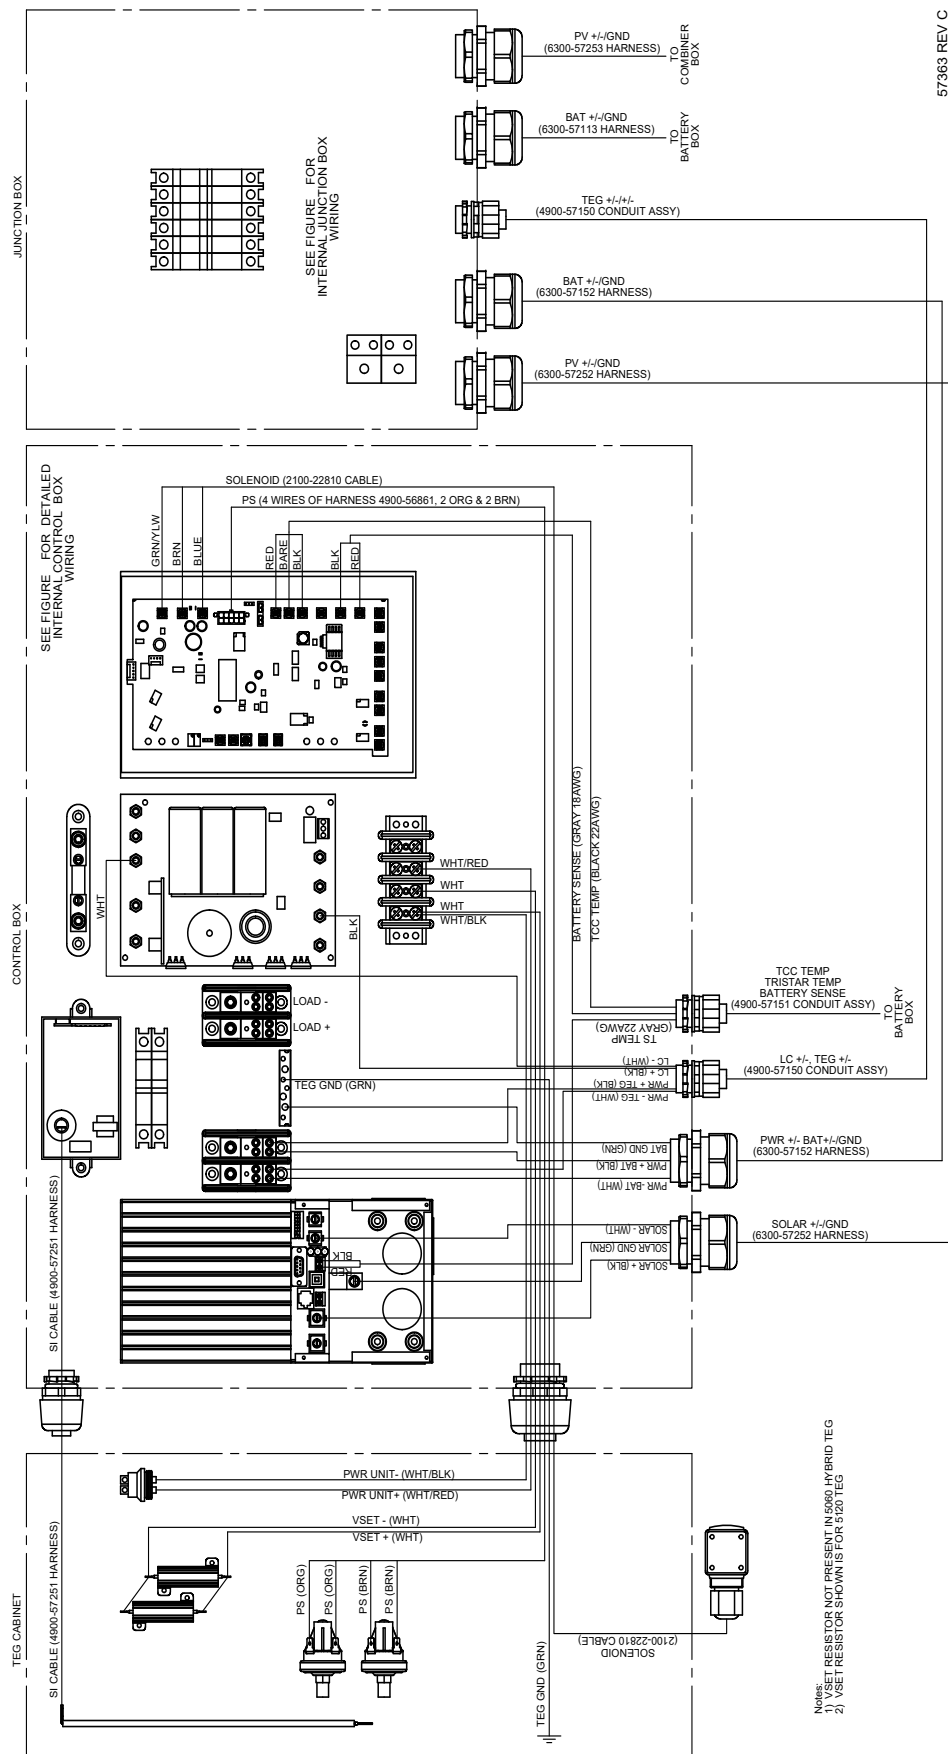 57363 REV C
JUNCTION BOX
PV +/-/GND
(6300-57253 HARNESS)
TO
COMBINER
BOX
BAT +/-/GND
(6300-57113 HARNESS)
TO
BATTERY
BOX
SEE FIGURE FOR
INTERNAL JUNCTION BOX
WIRING
TEG +/-/+/-
(4900-57150 CONDUIT ASSY)
BAT +/-/GND
(6300-57152 HARNESS)
PV +/-/GND
(6300-57252 HARNESS)
CONTROL BOX
SEE FIGURE FOR DETAILED
INTERNAL CONTROL BOX
WIRING
SOLENOID (2100-22810 CABLE)
PS (4 WIRES OF HARNESS 4900-56861, 2 ORG & 2 BRN)
GRN/YLW
BRN
BLUE
RED
BARE
BLK
BLK
RED
BATTERY SENSE (GRAY 18AWG)
TCC TEMP (BLACK 22AWG)
WHT
BLK
WHT/RED
WHT
WHT
WHT/BLK
LOAD -
LOAD +
TEG GND (GRN)
TS TEMP
(GRAY 22AWG)
TCC TEMP
TRISTAR TEMP
BATTERY SENSE
(4900-57151 CONDUIT ASSY)
TO
BATTERY
BOX
LC - (WHT)
LC + (BLK)
PWR + TEG (BLK)
PWR - TEG (WHT)
LC +/-, TEG +/-
(4900-57150 CONDUIT ASSY)
BAT GND (GRN)
PWR + BAT (BLK)
PWR -BAT (WHT)
PWR +/- BAT+/-/GND
(6300-57152 HARNESS)
SOLAR - (WHT)
SOLAR GND (GRN)
SOLAR + (BLK)
SOLAR +/-/GND
(6300-57252 HARNESS)
BLK
RED
SI CABLE (4900-57251 HARNESS)
TEG CABINET
SI CABLE (4900-57251 HARNESS)
PWR UNIT- (WHT/BLK)
PWR UNIT+ (WHT/RED)
VSET - (WHT)
VSET + (WHT)
PS (ORG)
PS (ORG)
PS (BRN)
PS (BRN)
TEG GND (GRN)
SOLENOID
(2100-22810 CABLE)
Notes:
1) VSET RESISTOR NOT PRESENT IN 5060 HYBRID TEG
2) VSET RESISTOR SHOWN IS FOR 5120 TEG